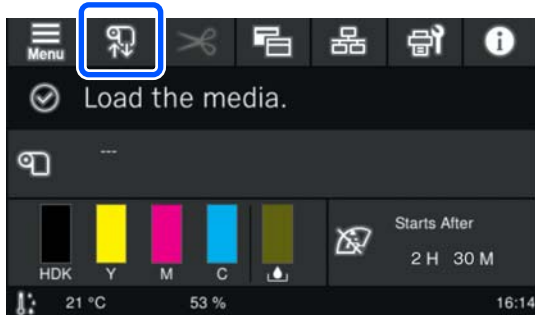 Menu
Load the media.
---
HDK Y M C
Starts After
2 H 30 M
21 °C 53 % 16:14